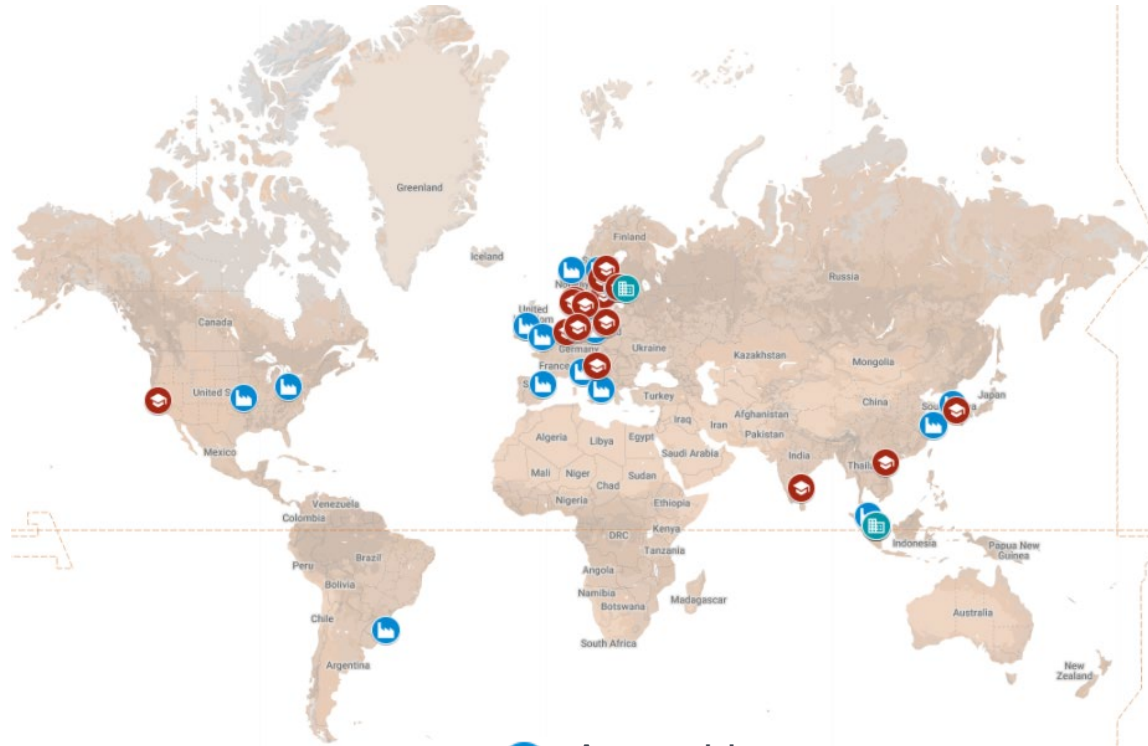 Greenland
Finland
Iceland
Russia
United
Canada
Ukraine
Germany
Kazakhstan
Mongolia
France
United S
Turkey
China
Japan
Mexico
Algeria
Libya
Egypt
Iraq
Iran
Afghanistan
Pakistan
Saudi Arabia
India
Mali
Niger
Chad
Sudan
Nigeria
Ethiopia
Venezuela
Colombia
DRC
Kenya
Tanzania
Indonesia
Papua New
Guinea
Peru
Brazil
Bolivia
Angola
Namibia
Botswana
Madagascar
Chile
South Africa
Australia
Argentina
New
Zealand